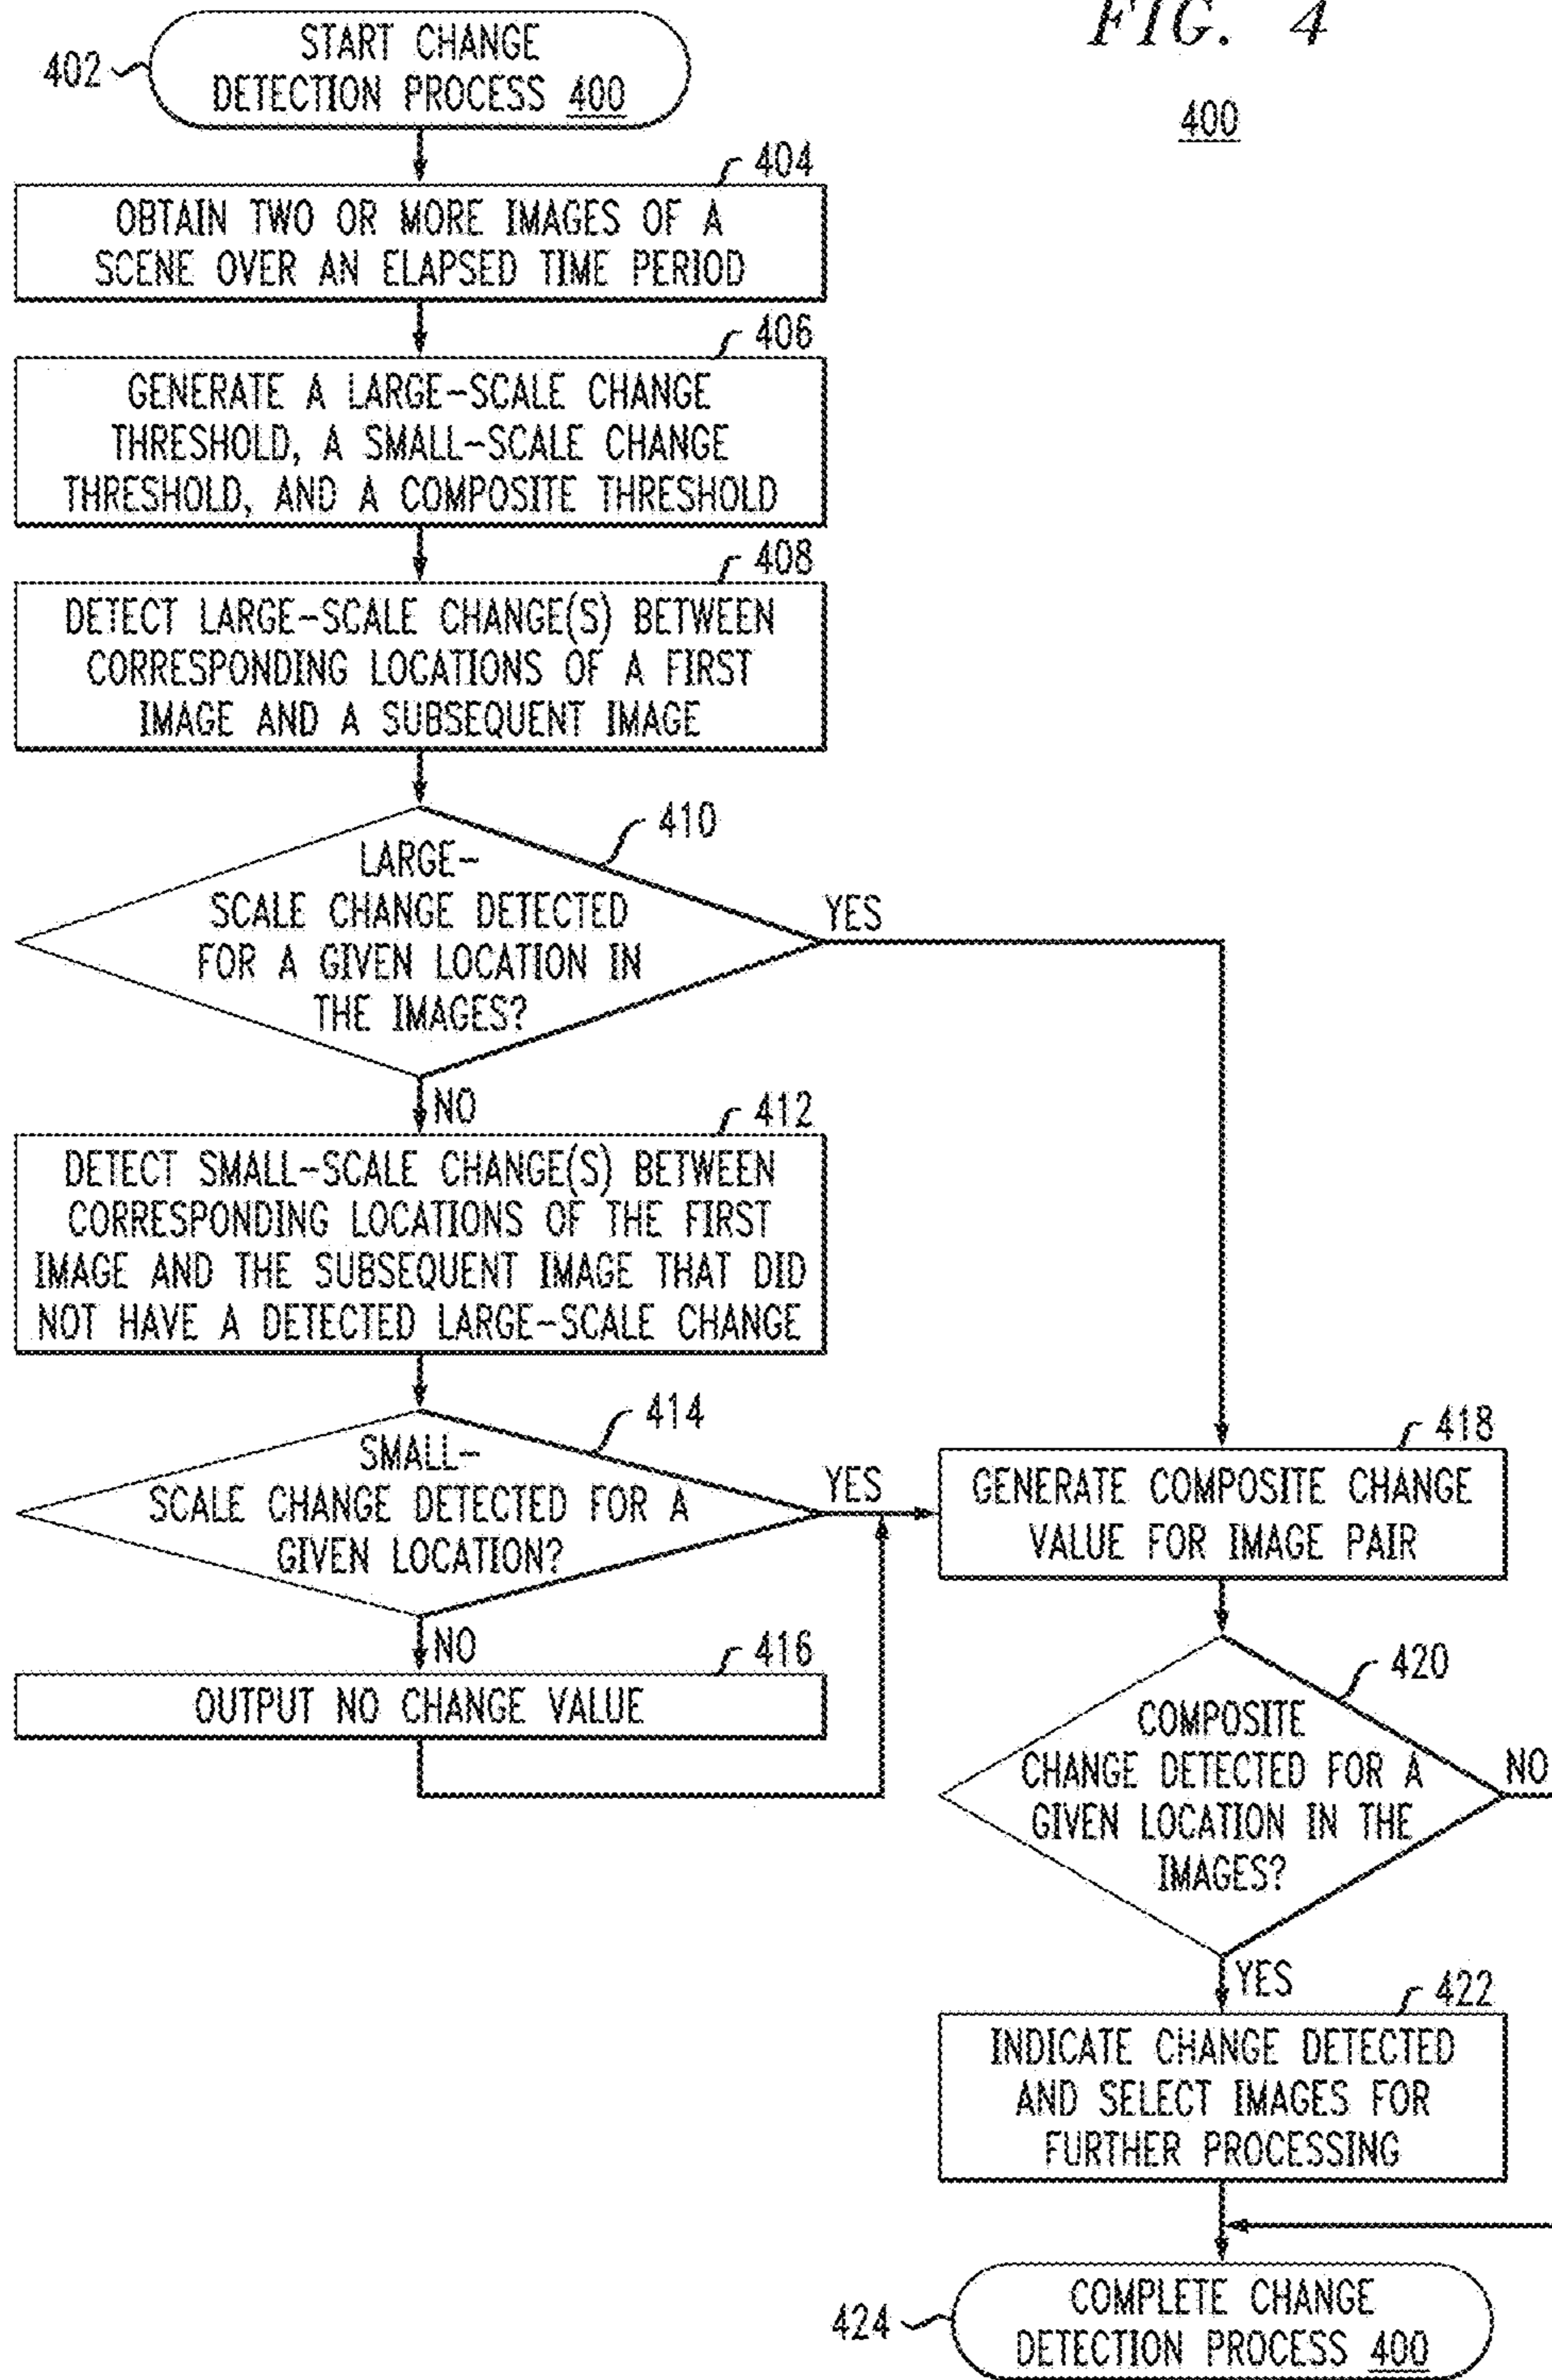 FIG. 4
400
402
START CHANGE
DETECTION PROCESS 400
404
OBTAIN TWO OR MORE IMAGES OF A
SCENE OVER AN ELAPSED TIME PERIOD
406
GENERATE A LARGE-SCALE CHANGE
THRESHOLD, A SMALL-SCALE CHANGE
THRESHOLD, AND A COMPOSITE THRESHOLD
408
DETECT LARGE-SCALE CHANGE(S) BETWEEN
CORRESPONDING LOCATIONS OF A FIRST
IMAGE AND A SUBSEQUENT IMAGE
410
LARGE-
SCALE CHANGE DETECTED
FOR A GIVEN LOCATION IN
THE IMAGES?
YES
NO
412
DETECT SMALL-SCALE CHANGE(S) BETWEEN
CORRESPONDING LOCATIONS OF THE FIRST
IMAGE AND THE SUBSEQUENT IMAGE THAT DID
NOT HAVE A DETECTED LARGE-SCALE CHANGE
414
SMALL-
SCALE CHANGE DETECTED FOR A
GIVEN LOCATION?
YES
NO
416
OUTPUT NO CHANGE VALUE
418
GENERATE COMPOSITE CHANGE
VALUE FOR IMAGE PAIR
420
COMPOSITE
CHANGE DETECTED FOR A
GIVEN LOCATION IN THE
IMAGES?
NO
YES
422
INDICATE CHANGE DETECTED
AND SELECT IMAGES FOR
FURTHER PROCESSING
424
COMPLETE CHANGE
DETECTION PROCESS 400